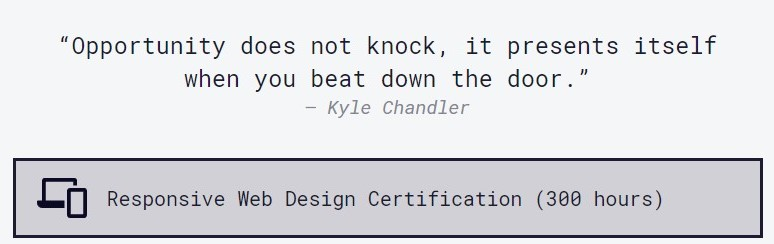 “Opportunity does not knock, it presents itself
when you beat down the door.”
— Kyle Chandler
Responsive Web Design Certification (300 hours)